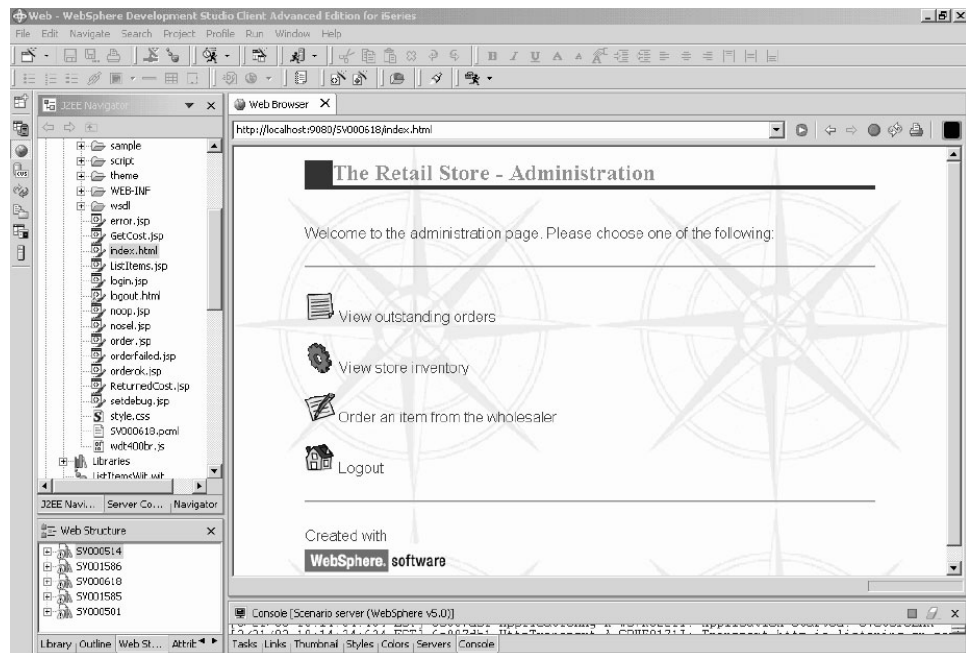 Web - WebSphere Development Studio Client Advanced Edition for iSeries
File Edit Navigate Search Project Profile Run Window Help
J2EE Navigator
sample
script
theme
WEB-INF
wsdl
error.jsp
GetCost.jsp
index.html
ListItems.jsp
login.jsp
logout.html
noop.jsp
nosel.jsp
order.jsp
orderfailed.jsp
orderok.jsp
ReturnedCost.jsp
setdebug.jsp
style.css
SV000618.pcml
wdt400br.js
Libraries
ListItemsWit.wit
J2EE Navi... Server Co... Navigator
Web Structure
SV000514
SV001586
SV000618
SV001585
SV000501
Library Outline Web St... Attrib
Web Browser
http://localhost:9080/SV000618/index.html
The Retail Store - Administration
Welcome to the administration page. Please choose one of the following:
View outstanding orders
View store inventory
Order an item from the wholesaler
Logout
Created with
WebSphere. software
Console [Scenario server (WebSphere v5.0)]
Tasks Links Thumbnail Styles Colors Servers Console